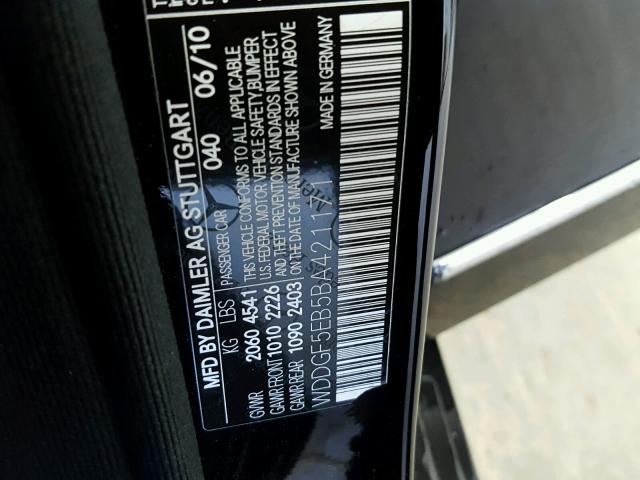 MFD BY DAIMLER AG STUTTGART
040 06/10
PASSENGER CAR
KG LBS
GVWR 2060 4541
GAWR FRONT 1010 2226
GAWR REAR 1090 2403
THIS VEHICLE CONFORMS TO ALL APPLICABLE
U.S. FEDERAL MOTOR VEHICLE SAFETY/BUMPER
AND THEFT PREVENTION STANDARDS IN EFFECT
ON THE DATE OF MANUFACTURE SHOWN ABOVE
MADE IN GERMANY